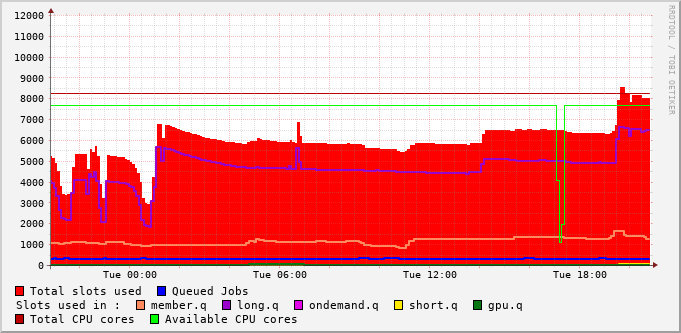 12000
11000
10000
9000
8000
7000
6000
5000
4000
3000
2000
1000
0
Tue 00:00 Tue 06:00 Tue 12:00 Tue 18:00
Total slots used Queued Jobs
Slots used in : member.q long.q ondemand.q short.q gpu.q
Total CPU cores Available CPU cores
RRDTOOL / TOBI OETIKER